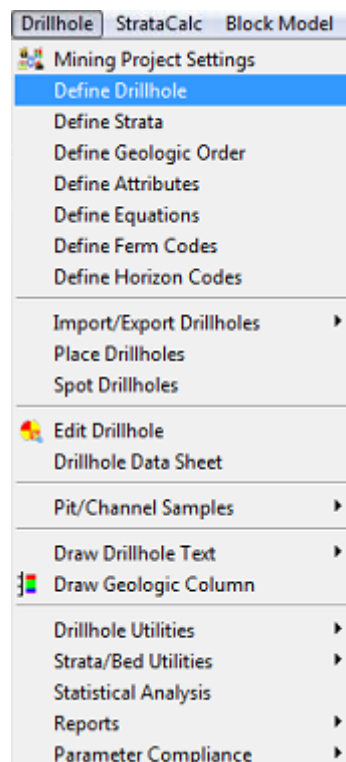 Drillhole StrataCalc Block Model
Mining Project Settings
Define Drillhole
Define Strata
Define Geologic Order
Define Attributes
Define Equations
Define Ferm Codes
Define Horizon Codes
Import/Export Drillholes
Place Drillholes
Spot Drillholes
Edit Drillhole
Drillhole Data Sheet
Pit/Channel Samples
Draw Drillhole Text
Draw Geologic Column
Drillhole Utilities
Strata/Bed Utilities
Statistical Analysis
Reports
Parameter Compliance